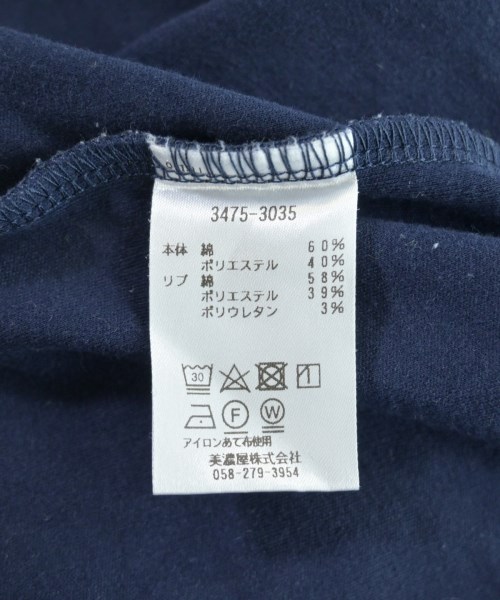 3475-3035
本体 綿 60%
ポリエステル 40%
リブ 綿 58%
ポリエステル 39%
ポリウレタン 3%
30
F W
アイロンあて布使用
美濃屋株式会社
058-279-3954